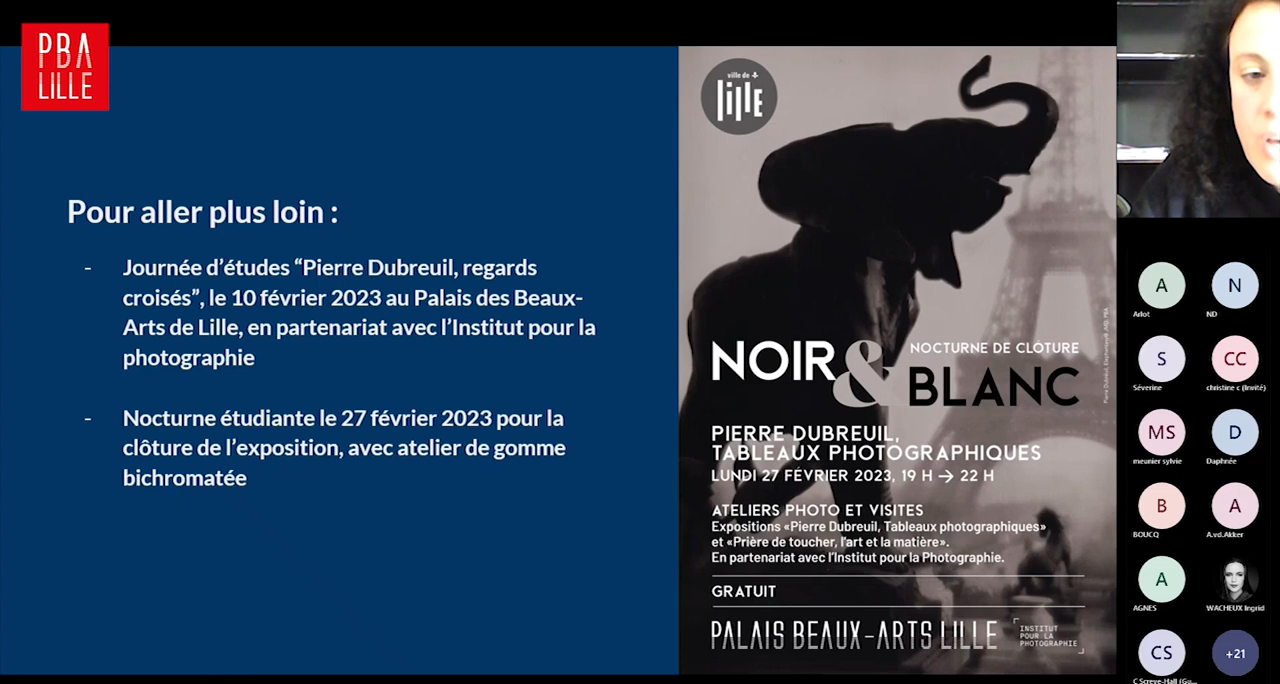 PBA
LILLE
Pour aller plus loin :
- Journée d’études “Pierre Dubreuil, regards
croisés”, le 10 février 2023 au Palais des Beaux-
Arts de Lille, en partenariat avec l’Institut pour la
photographie
- Nocturne étudiante le 27 février 2023 pour la
clôture de l’exposition, avec atelier de gomme
bichromatée
ville de
lille
NOIR & BLANC
NOCTURNE DE CLÔTURE
PIERRE DUBREUIL,
TABLEAUX PHOTOGRAPHIQUES
LUNDI 27 FÉVRIER 2023, 19 H → 22 H
ATELIERS PHOTO ET VISITES
Expositions «Pierre Dubreuil, Tableaux photographiques»
et «Prière de toucher, l’art et la matière».
En partenariat avec l’Institut pour la Photographie.
GRATUIT
PALAIS BEAUX-ARTS LILLE
INSTITUT
POUR LA
PHOTOGRAPHIE
A
Arlot
N
ND
S
Séverine
CC
christine c (Invité)
MS
meunier sylvie
D
Daphnée
B
BOUCQ
A
A.vd.Akker
A
AGNES
WACHEUX Ingrid
CS
C Screve-Hall (Gu...
+21